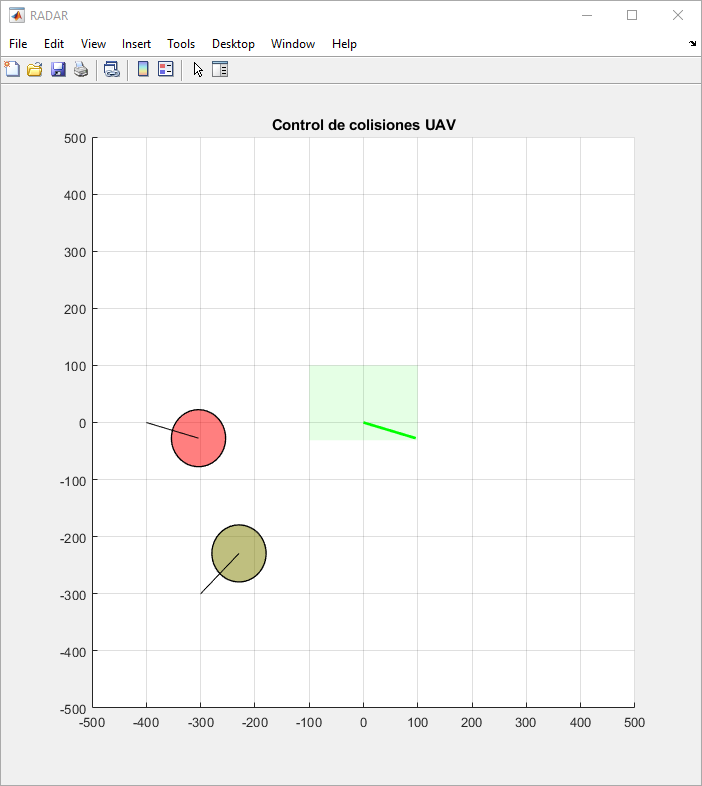 RADAR
File Edit View Insert Tools Desktop Window Help
Control de colisiones UAV
500
400
300
200
100
0
-100
-200
-300
-400
-500
-500 -400 -300 -200 -100 0 100 200 300 400 500